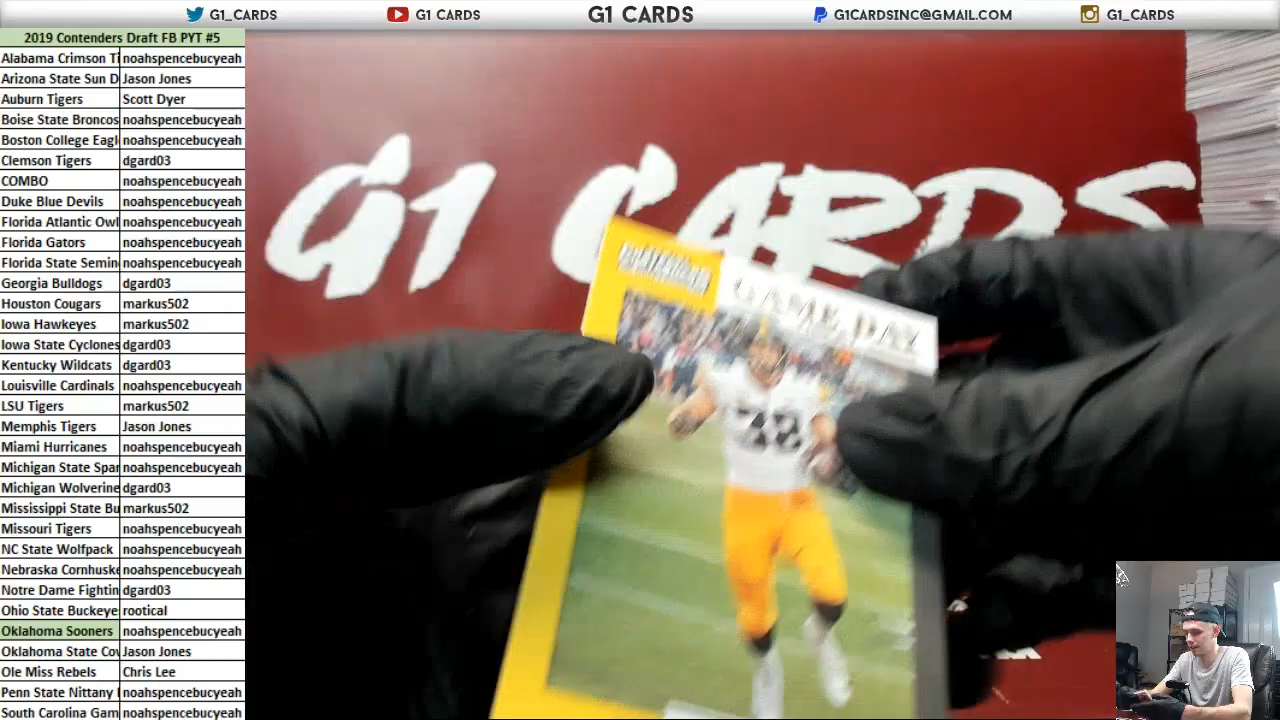 G1_CARDS
G1 CARDS
G1 CARDS
G1CARDSINC@GMAIL.COM
G1_CARDS
2019 Contenders Draft FB PYT #5
Alabama Crimson Ti noahspencebucyeah
Arizona State Sun D Jason Jones
Auburn Tigers Scott Dyer
Boise State Broncos noahspencebucyeah
Boston College Eagl noahspencebucyeah
Clemson Tigers dgard03
COMBO noahspencebucyeah
Duke Blue Devils noahspencebucyeah
Florida Atlantic Owl noahspencebucyeah
Florida Gators noahspencebucyeah
Florida State Semin noahspencebucyeah
Georgia Bulldogs dgard03
Houston Cougars markus502
Iowa Hawkeyes markus502
Iowa State Cyclones dgard03
Kentucky Wildcats dgard03
Louisville Cardinals noahspencebucyeah
LSU Tigers markus502
Memphis Tigers Jason Jones
Miami Hurricanes noahspencebucyeah
Michigan State Spar noahspencebucyeah
Michigan Wolverine dgard03
Mississippi State Bu markus502
Missouri Tigers noahspencebucyeah
NC State Wolfpack noahspencebucyeah
Nebraska Cornhuske noahspencebucyeah
Notre Dame Fightin dgard03
Ohio State Buckeye rootical
Oklahoma Sooners noahspencebucyeah
Oklahoma State Cov Jason Jones
Ole Miss Rebels Chris Lee
Penn State Nittany noahspencebucyeah
South Carolina Gam noahspencebucyeah
G1 CARDS
GAME DAY